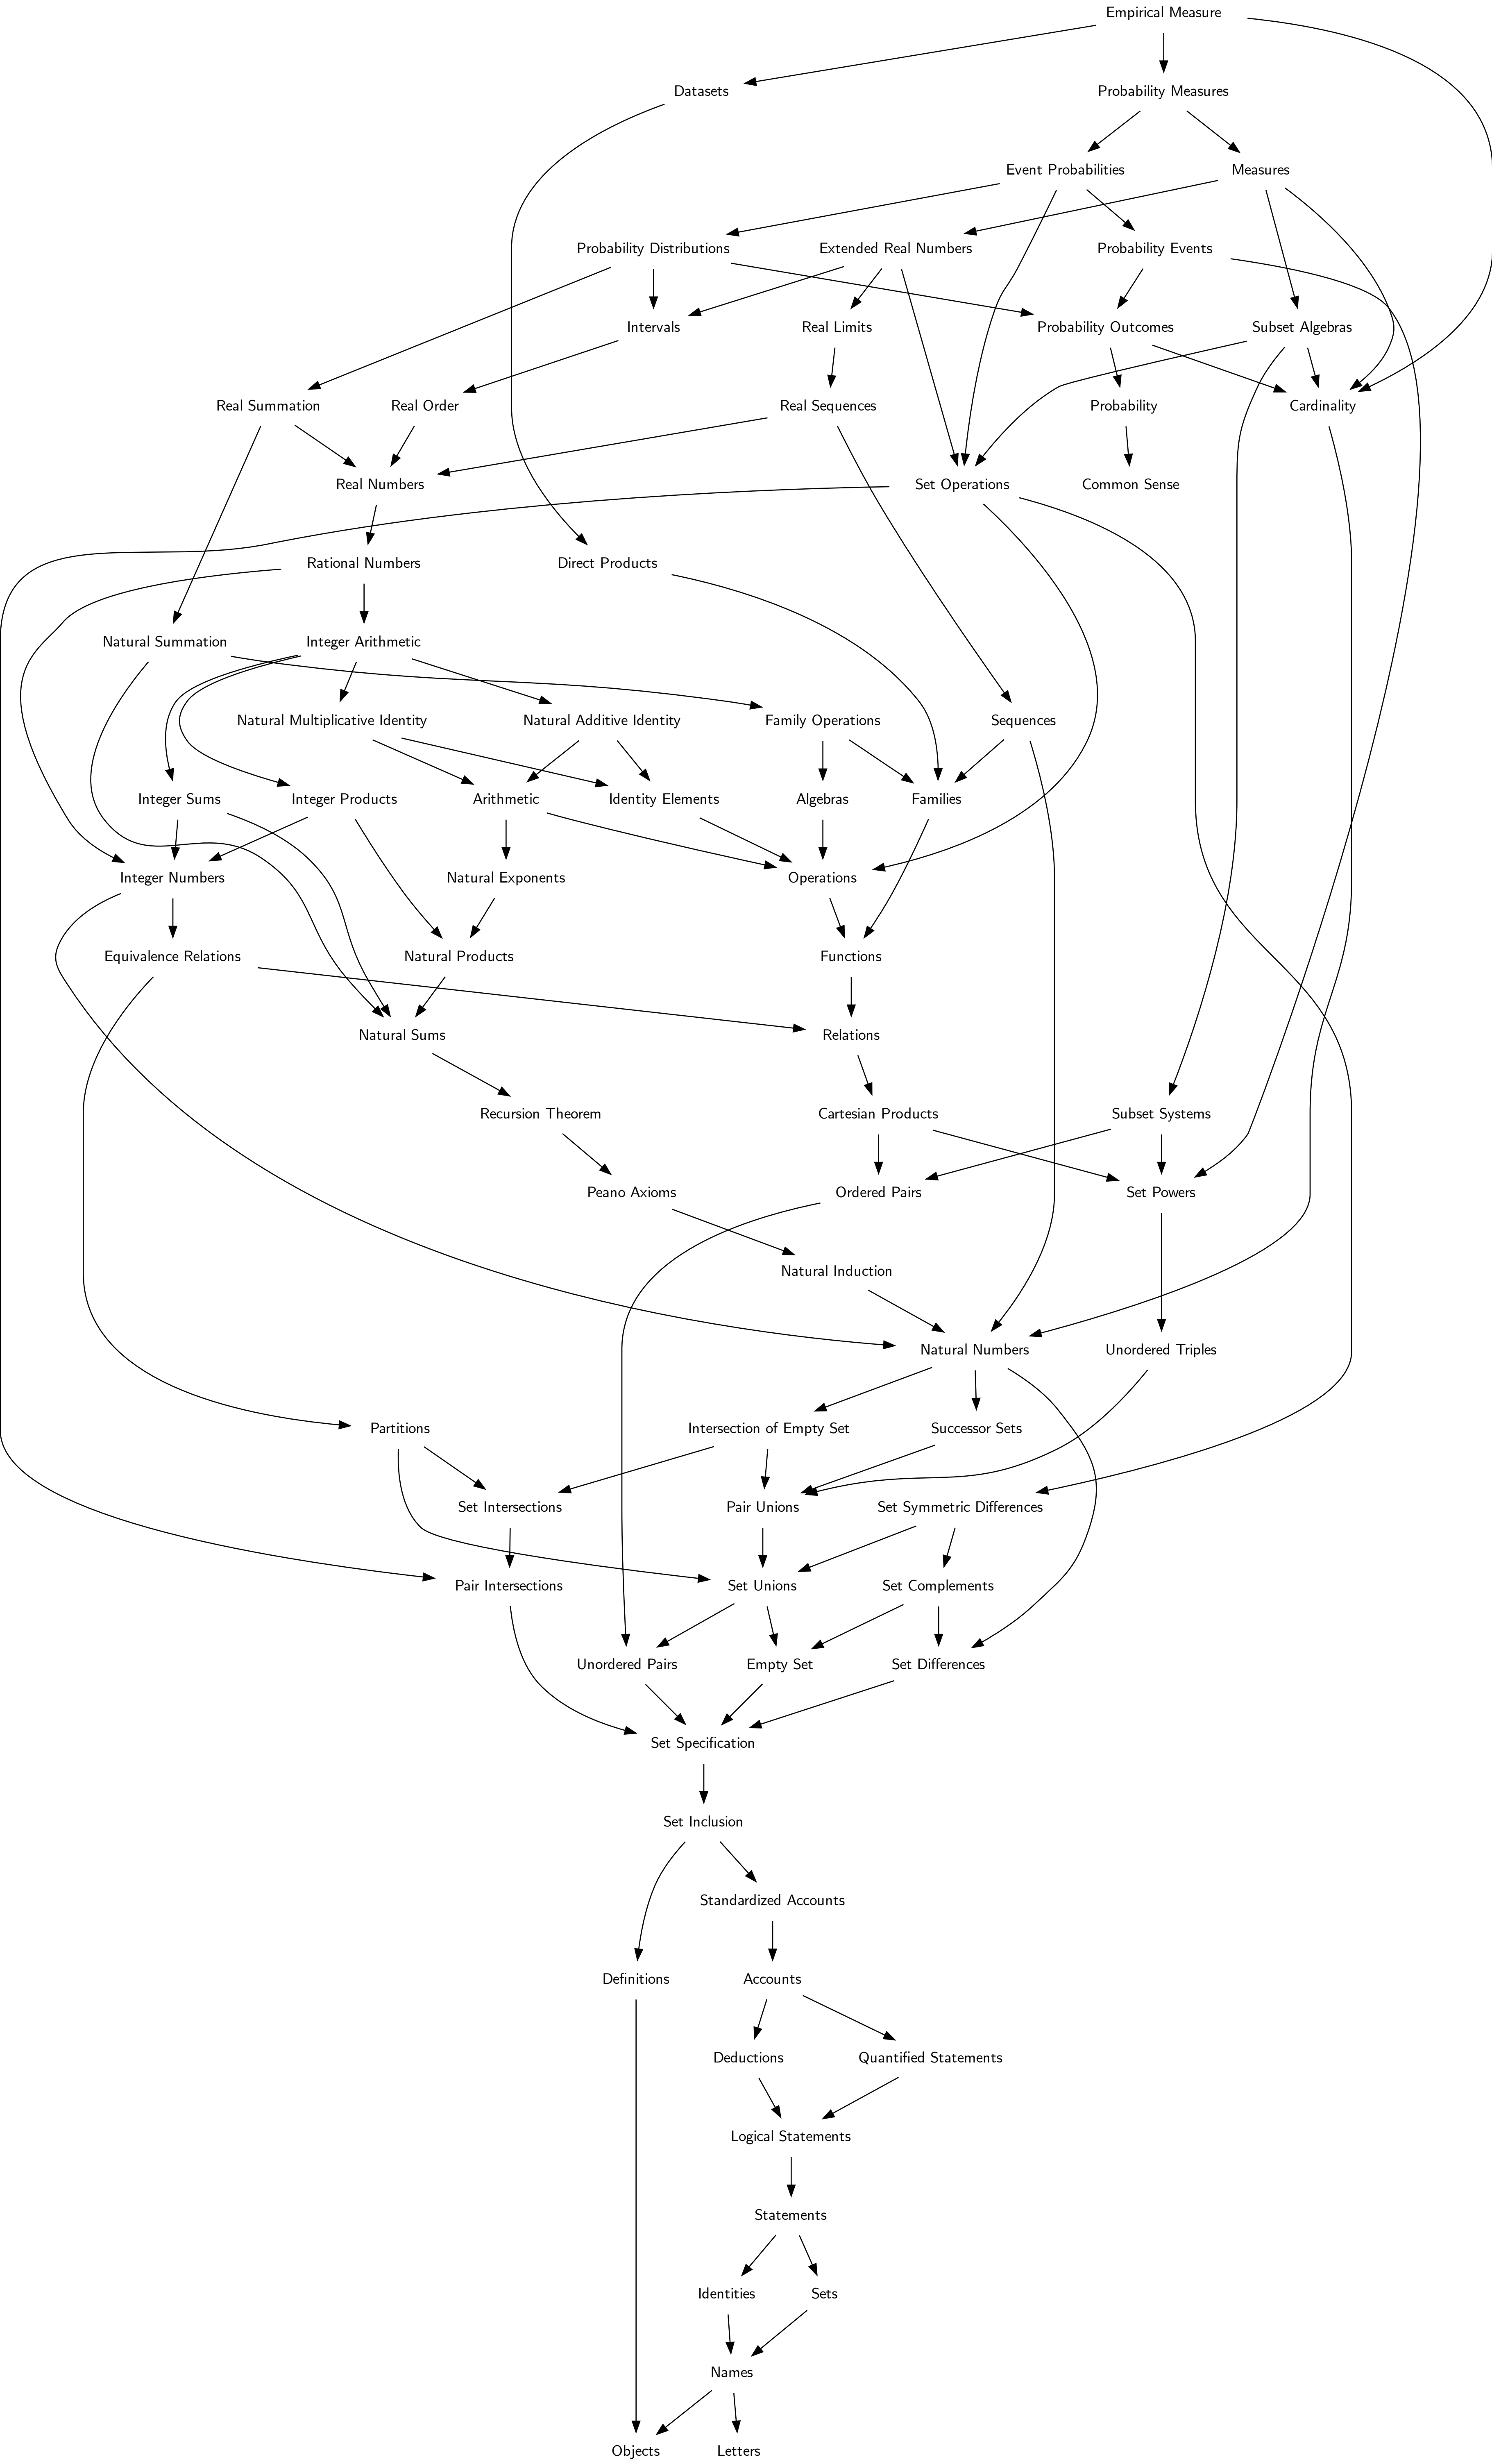 Empirical Measure
Datasets
Probability Measures
Event Probabilities
Measures
Probability Distributions
Extended Real Numbers
Probability Events
Intervals
Real Limits
Probability Outcomes
Subset Algebras
Real Summation
Real Order
Real Sequences
Probability
Cardinality
Real Numbers
Set Operations
Common Sense
Rational Numbers
Direct Products
Natural Summation
Integer Arithmetic
Natural Multiplicative Identity
Natural Additive Identity
Family Operations
Sequences
Integer Sums
Integer Products
Arithmetic
Identity Elements
Algebras
Families
Integer Numbers
Natural Exponents
Operations
Equivalence Relations
Natural Products
Functions
Natural Sums
Relations
Recursion Theorem
Cartesian Products
Subset Systems
Peano Axioms
Ordered Pairs
Set Powers
Natural Induction
Natural Numbers
Unordered Triples
Partitions
Intersection of Empty Set
Successor Sets
Set Intersections
Pair Unions
Set Symmetric Differences
Pair Intersections
Set Unions
Set Complements
Unordered Pairs
Empty Set
Set Differences
Set Specification
Set Inclusion
Standardized Accounts
Definitions
Accounts
Deductions
Quantified Statements
Logical Statements
Statements
Identities
Sets
Names
Objects
Letters